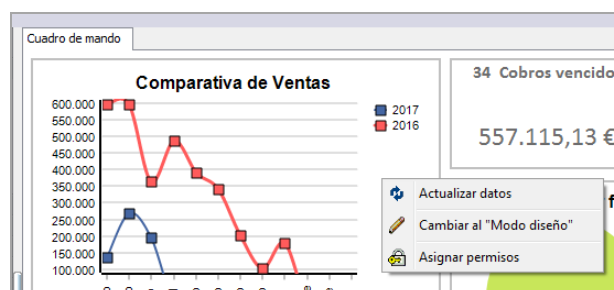 Cuadro de mando
Comparativa de Ventas
600.000
550.000
500.000
450.000
400.000
350.000
300.000
250.000
200.000
150.000
100.000
2017
2016
34 Cobros vencido
557.115,13 €
Actualizar datos
Cambiar al "Modo diseño"
Asignar permisos
f